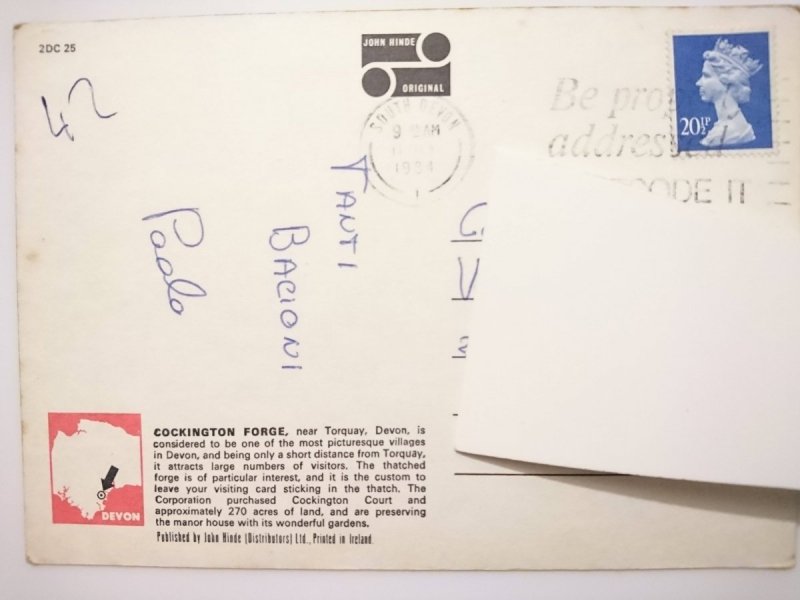 2DC 25
JOHN HINDE
ORIGINAL
SOUTH DEVON
AM
1984
Be
addressed
IT
20½P
42
TANTI
BACIONI
Paolo
COCKINGTON FORGE, near Torquay, Devon, is
considered to be one of the most picturesque villages
in Devon, and being only a short distance from Torquay,
it attracts large numbers of visitors. The thatched
forge is of particular interest, and it is the custom to
leave your visiting card sticking in the thatch. The
Corporation purchased Cockington Court and
approximately 270 acres of land, and are preserving
the manor house with its wonderful gardens.
Published by John Hinde (Distributors) Ltd., Printed in Ireland.
DEVON